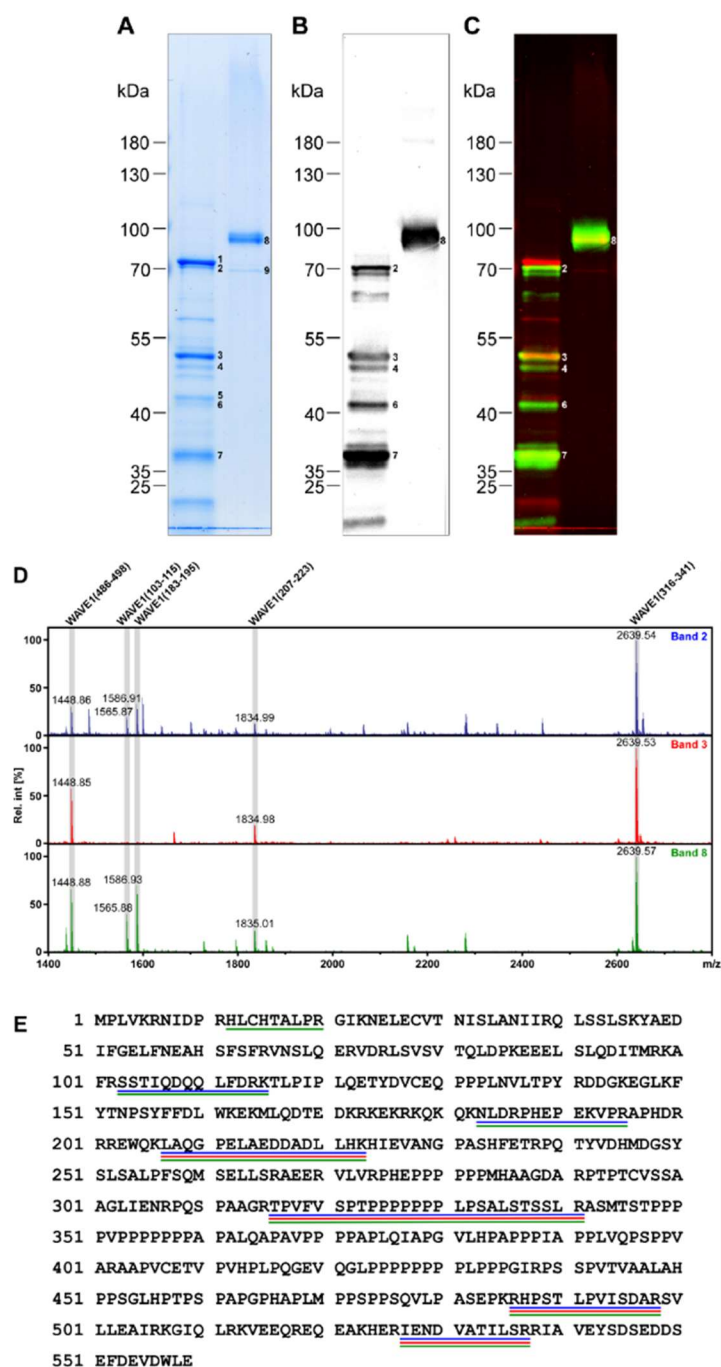 A
B
C
kDa
kDa
kDa
180
130
100
70
55
40
35
25
1
2
3
4
5
6
7
8
9
180
130
100
70
55
40
35
25
2
3
4
6
7
8
180
130
100
70
55
40
35
25
2
3
4
6
7
8
D
WAVE1(486-498)
WAVE1(103-115)
WAVE1(183-195)
WAVE1(207-223)
WAVE1(316-341)
Rel. int [%]
100
50
0
1448.86
1565.87
1586.91
1834.99
2639.54
Band 2
100
50
0
1448.85
1834.98
2639.53
Band 3
100
50
0
1448.88
1565.88
1586.93
1835.01
2639.57
Band 8
1400 1600 1800 2000 2200 2400 2600 m/z
E
1 MPLVKRNIDP RHLCHTALPR GIKNELECVT NISLANIIRQ LSSLSKYAED
51 IFGELFNEAH SFSFRVNSLQ ERVDRLSVSV TQLDPKEEEL SLQDITMRKA
101 FRSSTIQDQQ LFDRKTLPIP LQETYDVCEQ PPPLNVLTPY RDDGKEGLKF
151 YTNPSYFFDL WKEKMLQDTE DKRKEKRKQK QKNLDRPHEP EKVPRAPHDR
201 RREWQKLAQG PELAEDDADL LHKHIEVANG PASHFETRPQ TYVDHMDGSY
251 SLSALPFSQM SELLSRAEER VLVRPHEPPP PPPMHAAGDA RPTPTCVSSA
301 AGLIENRPQS PAAGRTPVFV SPTPPPPPPP LPSALSTSSL RASMTSTPPP
351 PVPPPPPPPA PALQAPAVPP PPAPLQIAPG VLHPAPPPIA PPLVQPSPPV
401 ARAAPVCETV PVHPLPQGEV QGLPPPPPPP PLPPPGIRPS SPVTVAALAH
451 PPSGLHPTPS PAPGPHAPLM PPSPPSQVLP ASEPKRHPST LPVISDARSV
501 LLEAIRKGIQ LRKVEEQREQ EAKHERIEND VATILSRRIA VEYSDSEDDS
551 EFDEVDWLE